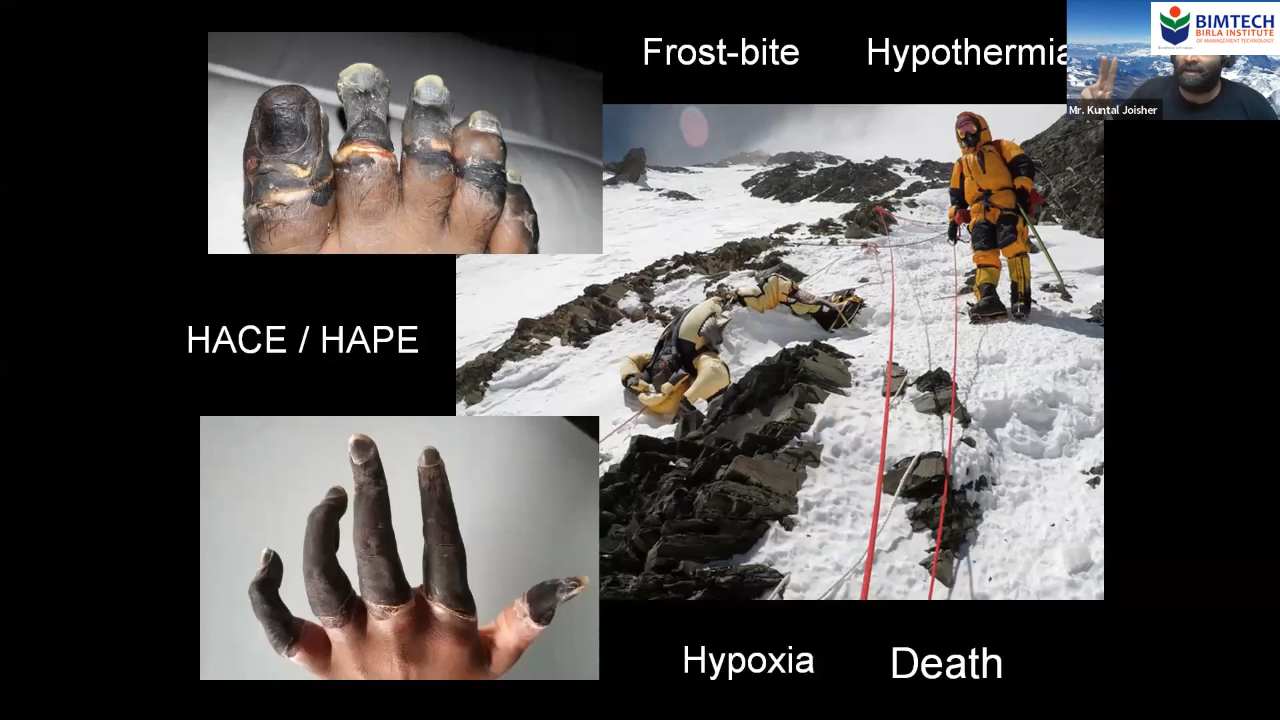 Frost-bite
Hypothermia
BIMTECH
BIRLA INSTITUTE
OF MANAGEMENT TECHNOLOGY
Mr. Kuntal Joisher
HACE / HAPE
Hypoxia
Death